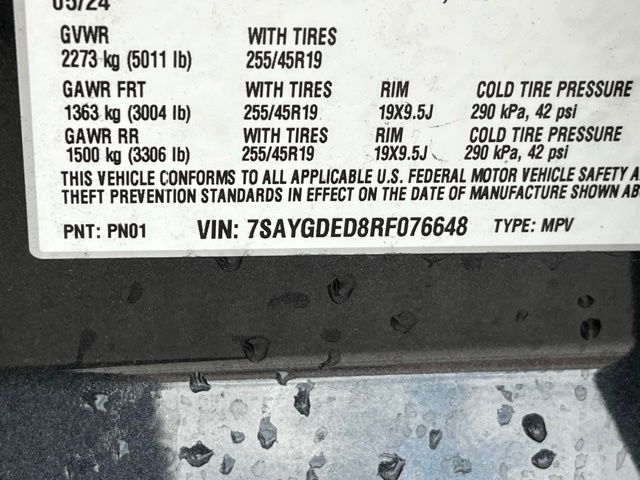 05/24
GVWR WITH TIRES
2273 kg (5011 lb) 255/45R19
GAWR FRT WITH TIRES RIM COLD TIRE PRESSURE
1363 kg (3004 lb) 255/45R19 19X9.5J 290 kPa, 42 psi
GAWR RR WITH TIRES RIM COLD TIRE PRESSURE
1500 kg (3306 lb) 255/45R19 19X9.5J 290 kPa, 42 psi
THIS VEHICLE CONFORMS TO ALL APPLICABLE U.S. FEDERAL MOTOR VEHICLE SAFETY A
THEFT PREVENTION STANDARDS IN EFFECT ON THE DATE OF MANUFACTURE SHOWN AB
PNT: PN01 VIN: 7SAYGDED8RF076648 TYPE: MPV